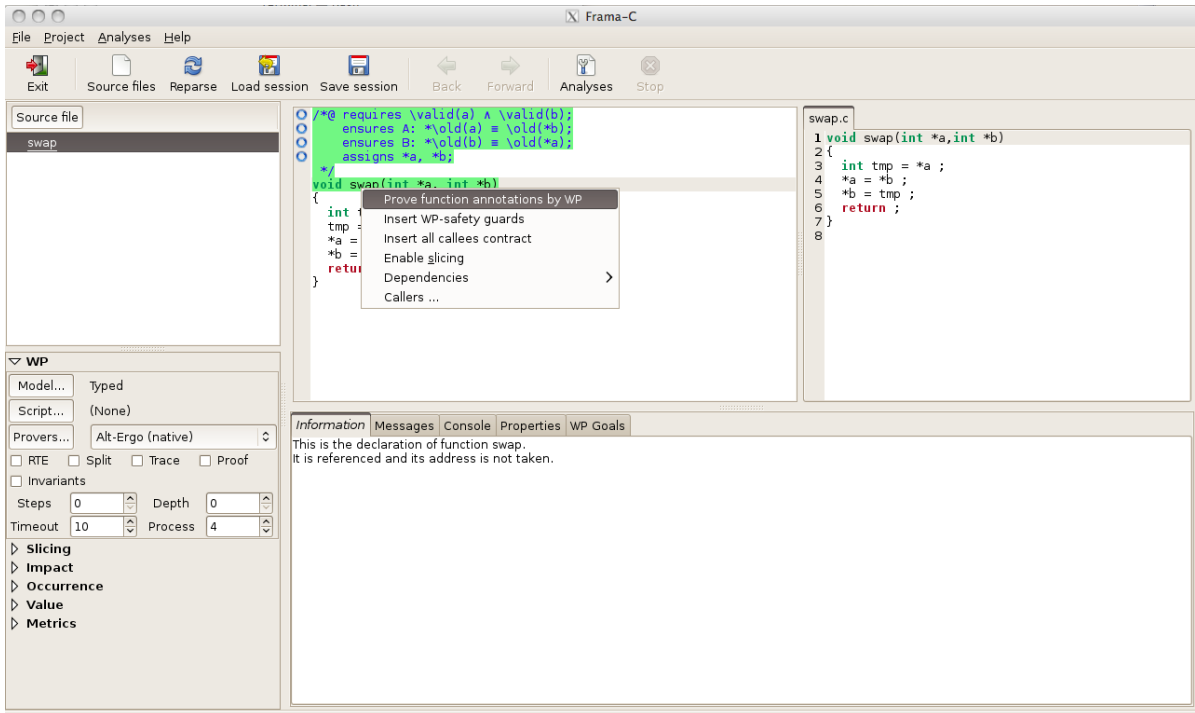 Frama-C
File Project Analyses Help
Exit Source files Reparse Load session Save session Back Forward Analyses Stop
Source file
swap
/*@ requires \valid(a) ∧ \valid(b);
ensures A: *\old(a) ≡ \old(*b);
ensures B: *\old(b) ≡ \old(*a);
assigns *a, *b;
*/
void swap(int *a, int *b)
{
int
tmp =
*a =
*b =
}
Prove function annotations by WP
Insert WP-safety guards
Insert all callees contract
Enable slicing
Dependencies
Callers ...
swap.c
1 void swap(int *a,int *b)
2 {
3 int tmp = *a ;
4 *a = *b ;
5 *b = tmp ;
6 return ;
7 }
8
WP
Model... Typed
Script... (None)
Provers... Alt-Ergo (native)
RTE Split Trace Proof
Invariants
Steps 0 Depth 0
Timeout 10 Process 4
Slicing
Impact
Occurrence
Value
Metrics
Information Messages Console Properties WP Goals
This is the declaration of function swap.
It is referenced and its address is not taken.